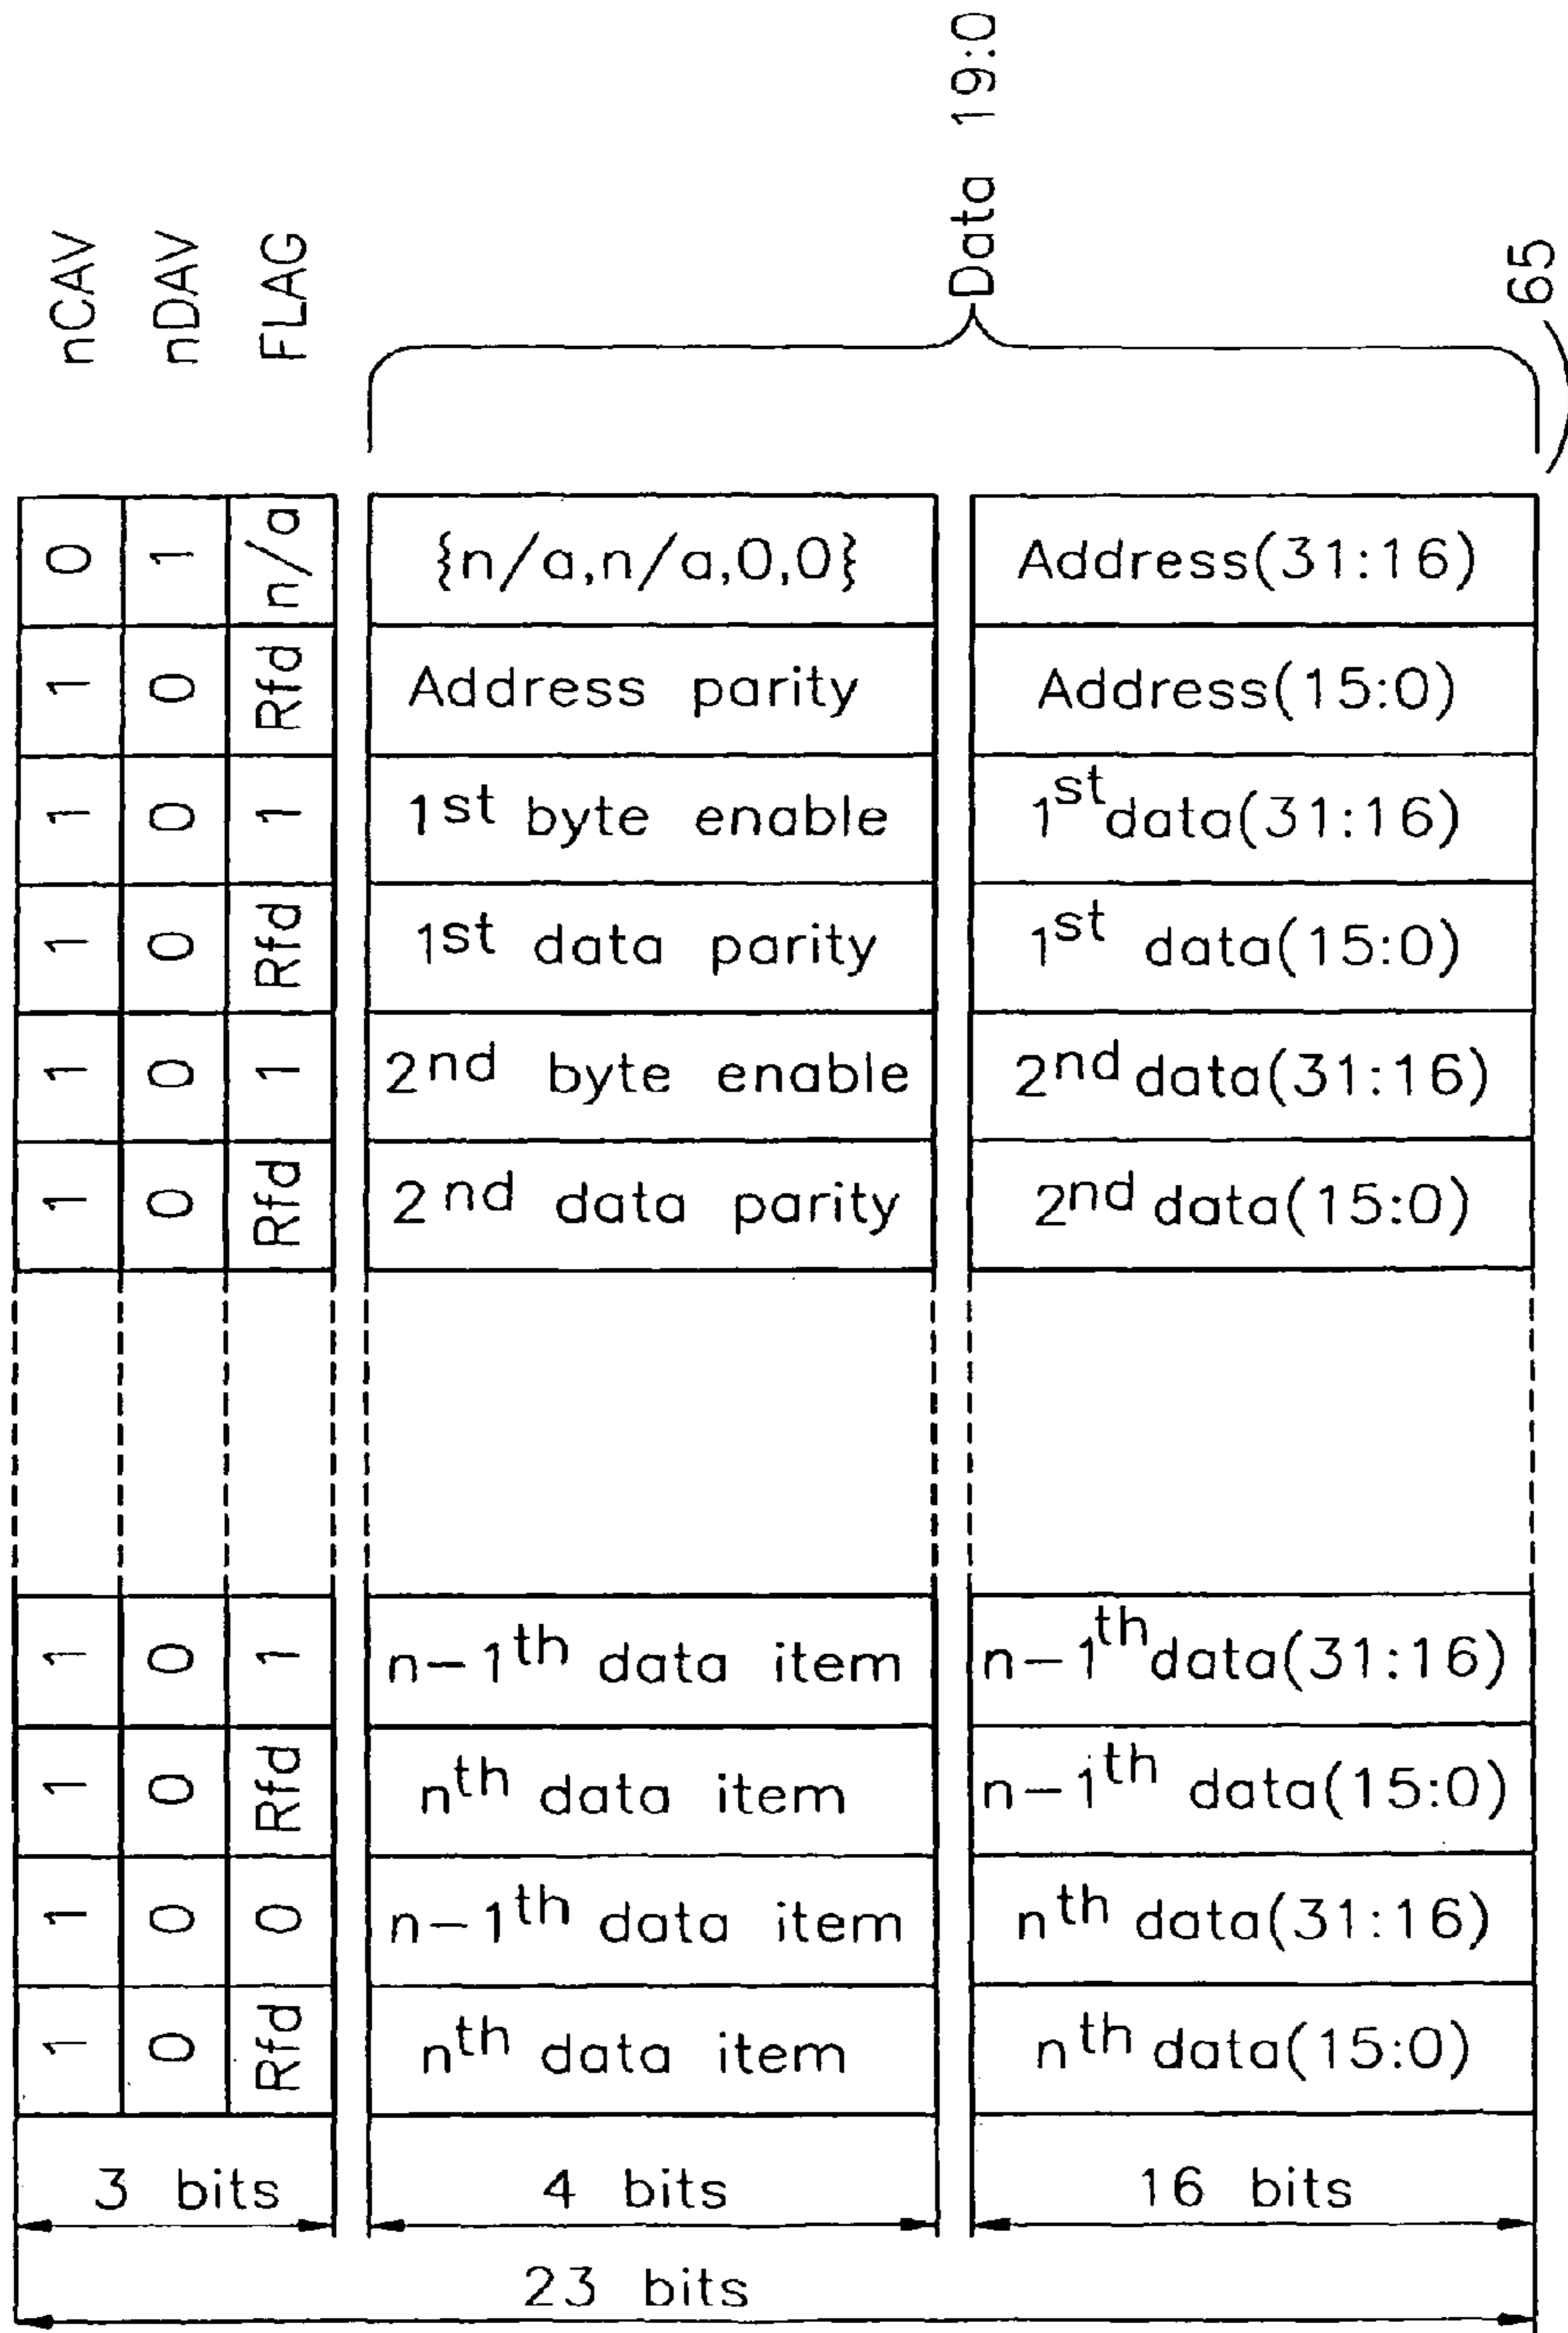 nCAV
nDAV
FLAG
Data 19:0
65
0 1 n/a {n/a,n/a,0,0} Address(31:16)
1 0 Rfd Address parity Address(15:0)
1 0 1 1st byte enable 1st data(31:16)
1 0 Rfd 1st data parity 1st data(15:0)
1 0 1 2nd byte enable 2nd data(31:16)
1 0 Rfd 2nd data parity 2nd data(15:0)
1 0 1 n-1th data item n-1th data(31:16)
1 0 Rfd nth data item n-1th data(15:0)
1 0 0 n-1th data item nth data(31:16)
1 0 Rfd nth data item nth data(15:0)
3 bits 4 bits 16 bits
23 bits